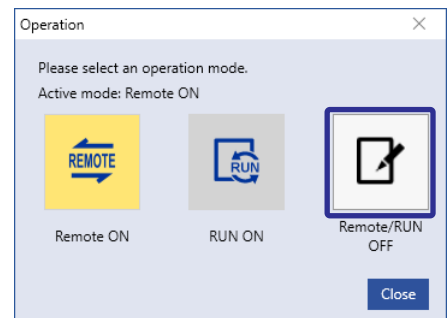 Operation
Please select an operation mode.
Active mode: Remote ON
REMOTE
RUN
Remote ON
RUN ON
Remote/RUN
OFF
Close